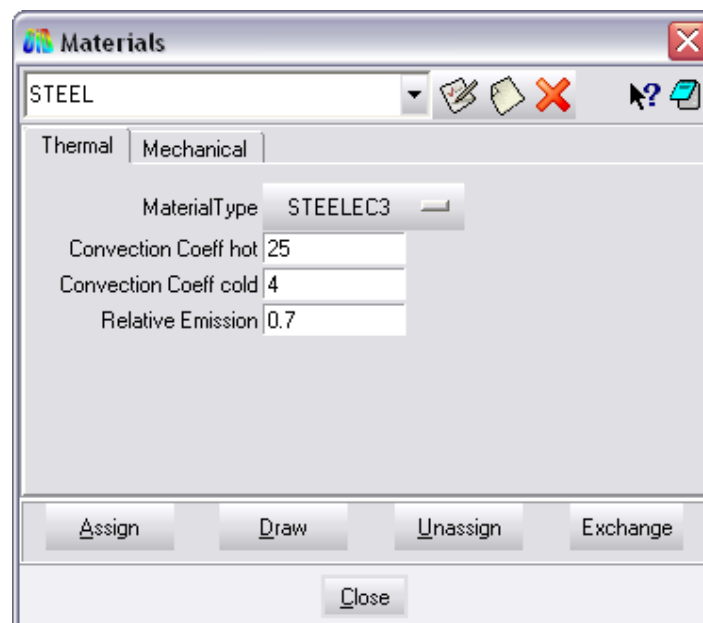 Materials
STEEL
Thermal
Mechanical
MaterialType STEELEC3
Convection Coeff hot 25
Convection Coeff cold 4
Relative Emission 0.7
Assign Draw Unassign Exchange
Close